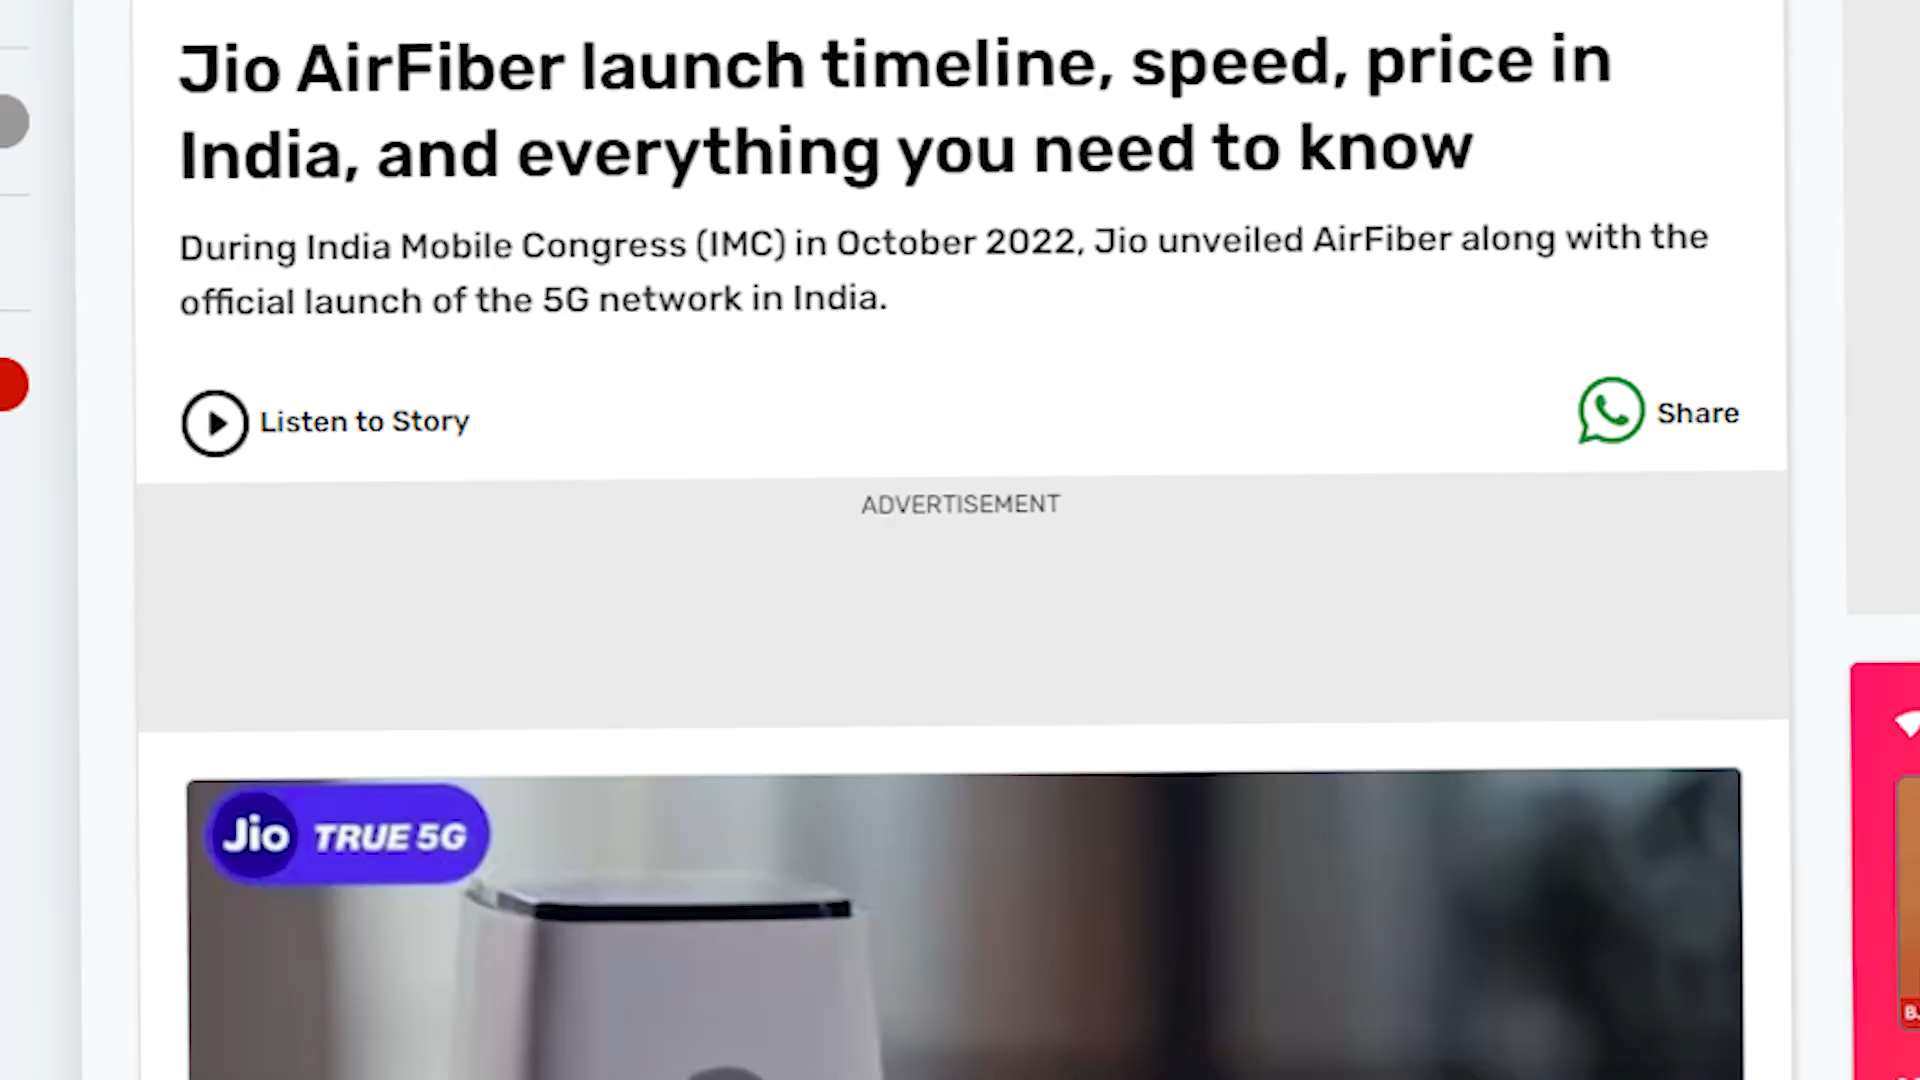 Jio AirFiber launch timeline, speed, price in
India, and everything you need to know
During India Mobile Congress (IMC) in October 2022, Jio unveiled AirFiber along with the
official launch of the 5G network in India.
Listen to Story
Share
ADVERTISEMENT
Jio TRUE 5G